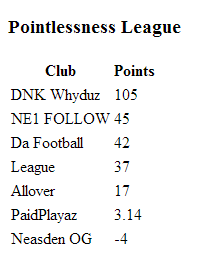 Pointlessness League
Club Points
DNK Whyduz 105
NE1 FOLLOW 45
Da Football 42
League 37
Allover 17
PaidPlayaz 3.14
Neasden OG -4